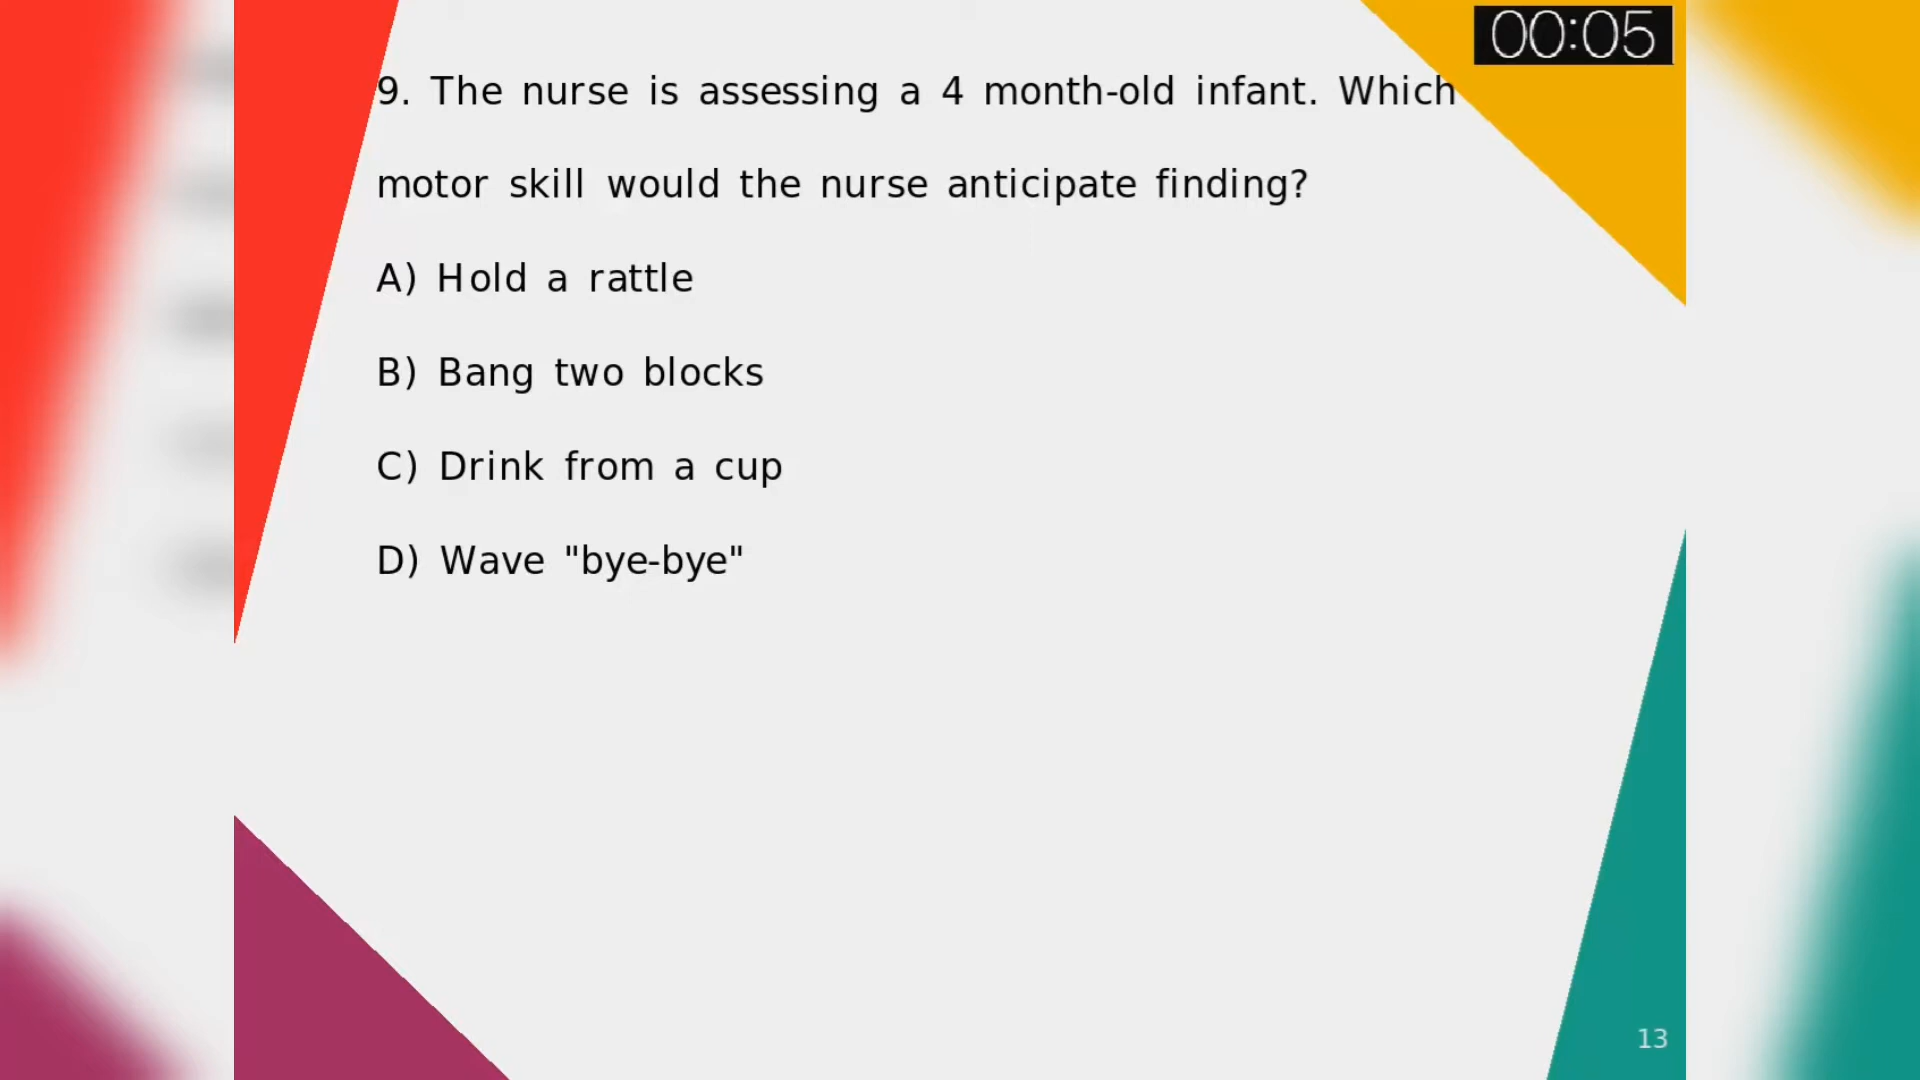 00:05
9. The nurse is assessing a 4 month-old infant. Which
motor skill would the nurse anticipate finding?
A) Hold a rattle
B) Bang two blocks
C) Drink from a cup
D) Wave "bye-bye"
13